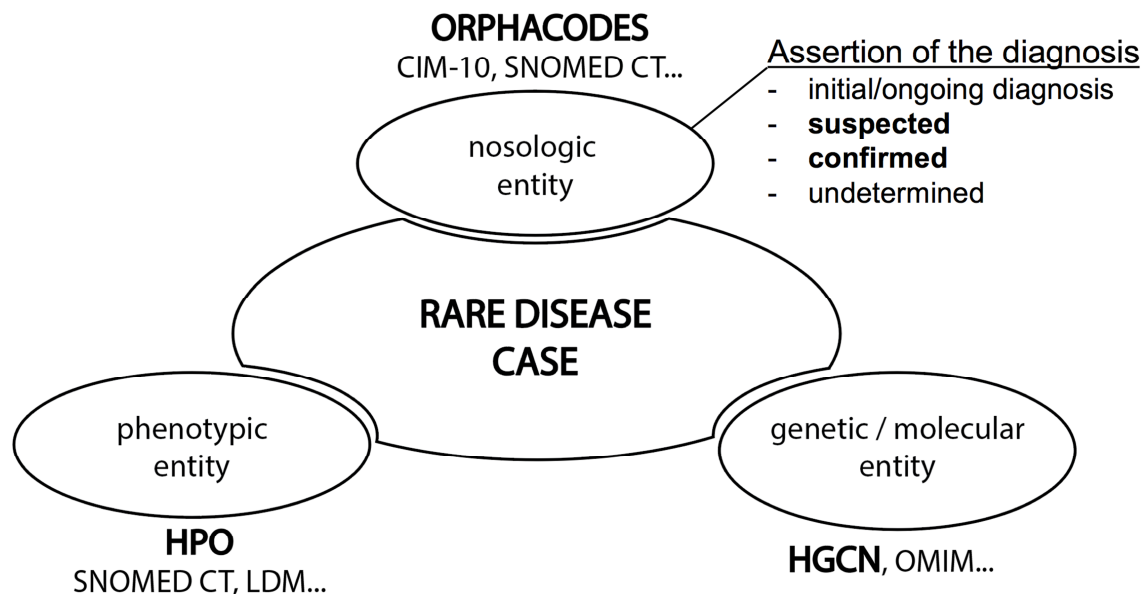 ORPHACODES
CIM-10, SNOMED CT...
Assertion of the diagnosis
- initial/ongoing diagnosis
- suspected
- confirmed
- undetermined
nosologic
entity
RARE DISEASE
CASE
phenotypic
entity
genetic / molecular
entity
HPO
SNOMED CT, LDM...
HGCN, OMIM...